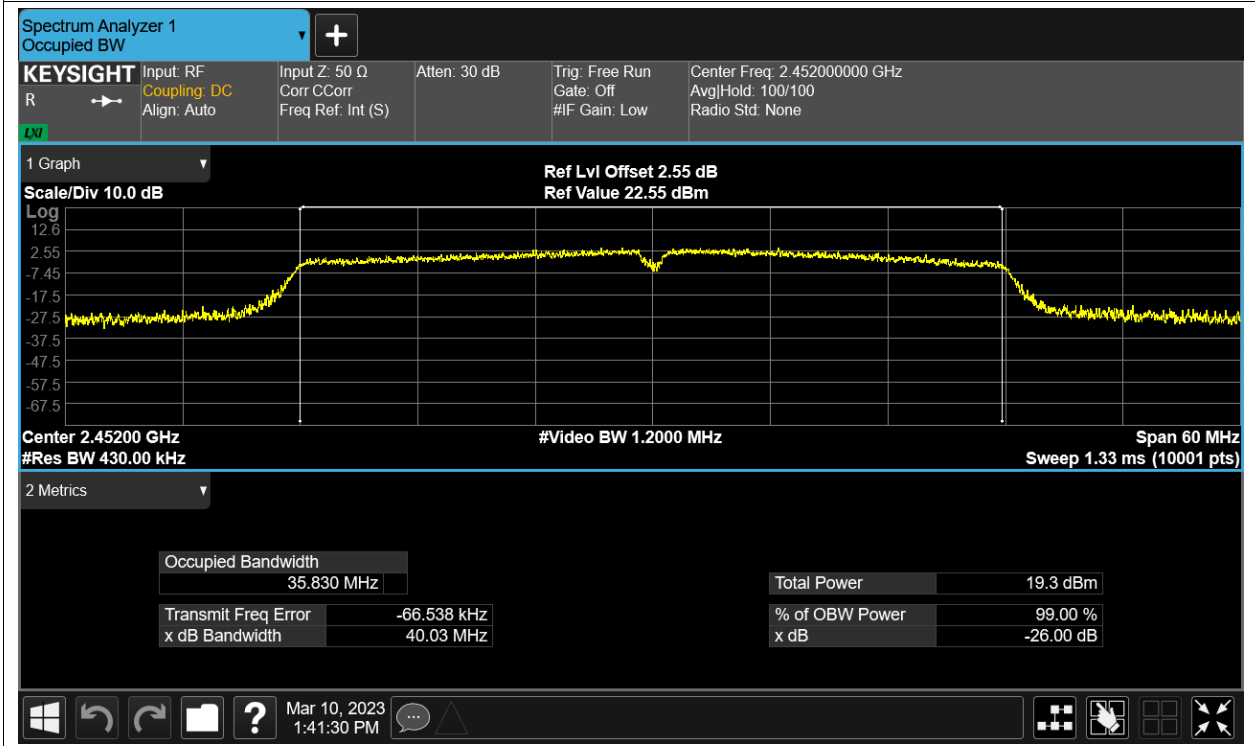 Spectrum Analyzer 1
Occupied BW
KEYSIGHT
R
LXI
Input: RF
Coupling: DC
Align: Auto
Input Z: 50 Ω
Corr CCorr
Freq Ref: Int (S)
Atten: 30 dB
Trig: Free Run
Gate: Off
#IF Gain: Low
Center Freq: 2.452000000 GHz
Avg|Hold: 100/100
Radio Std: None
1 Graph
Scale/Div 10.0 dB
Ref Lvl Offset 2.55 dB
Ref Value 22.55 dBm
Log
12.6
2.55
-7.45
-17.5
-27.5
-37.5
-47.5
-57.5
-67.5
Center 2.45200 GHz
#Video BW 1.2000 MHz
Span 60 MHz
#Res BW 430.00 kHz
Sweep 1.33 ms (10001 pts)
2 Metrics
Occupied Bandwidth
35.830 MHz
Total Power 19.3 dBm
Transmit Freq Error -66.538 kHz
% of OBW Power 99.00 %
x dB Bandwidth 40.03 MHz
x dB -26.00 dB
?
Mar 10, 2023
1:41:30 PM